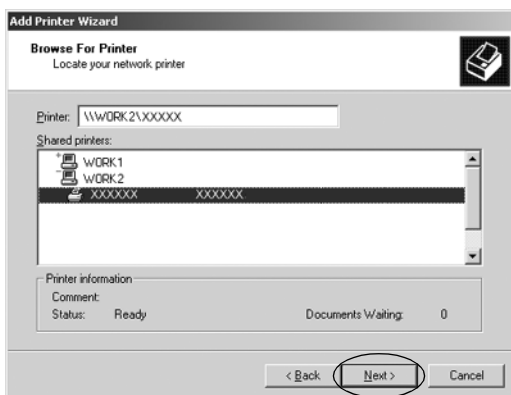 Add Printer Wizard
Browse For Printer
Locate your network printer
Printer: \\WORK2\XXXXX
Shared printers:
WORK1
WORK2
XXXXXX XXXXXX
Printer information
Comment:
Status: Ready Documents Waiting: 0
< Back Next > Cancel